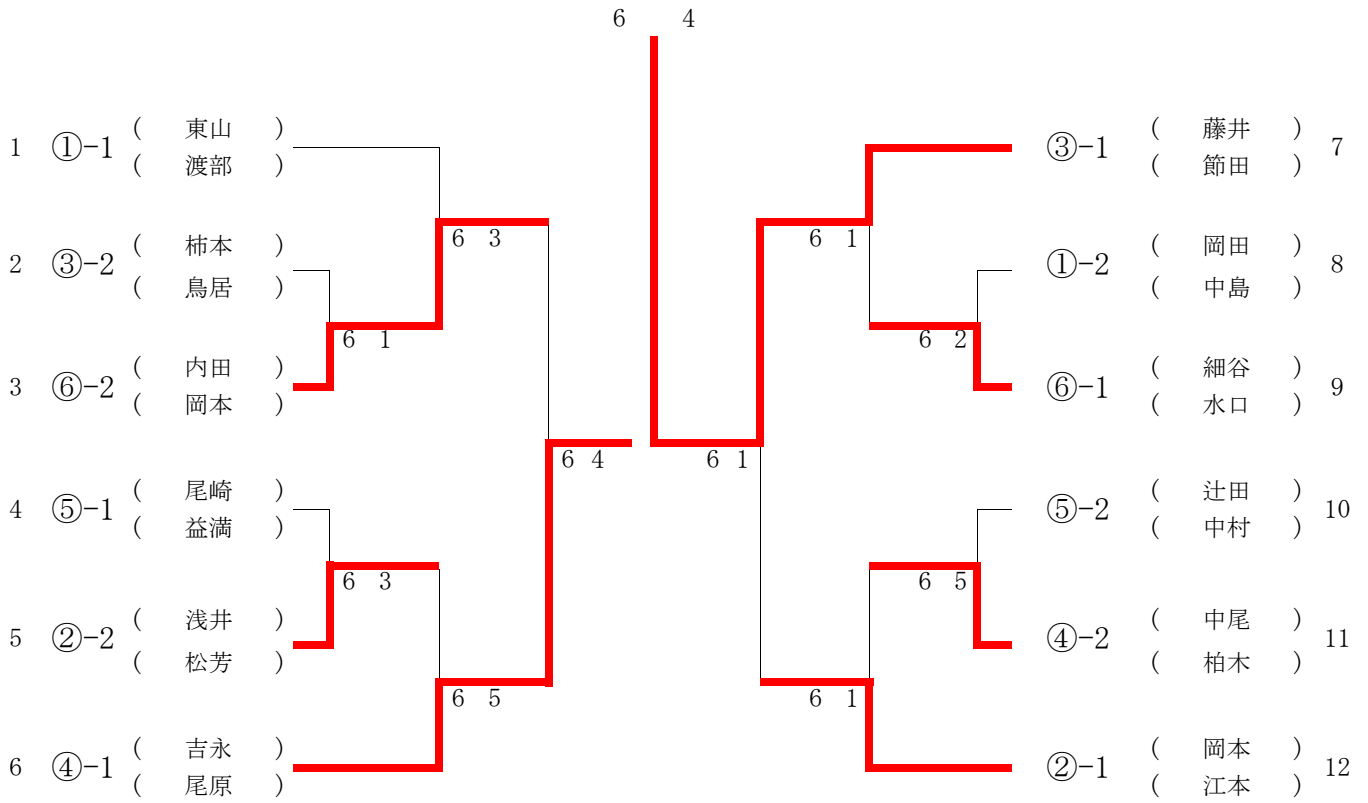 6 4
1 ①-1 ( 東山 )
( 渡部 )
6 3
2 ③-2 ( 柿本 )
( 鳥居 )
6 1
3 ⑥-2 ( 内田 )
( 岡本 )
6 4
4 ⑤-1 ( 尾崎 )
( 益満 )
6 3
5 ②-2 ( 浅井 )
( 松芳 )
6 5
6 ④-1 ( 吉永 )
( 尾原 )
③-1 ( 藤井 ) 7
( 節田 )
6 1
①-2 ( 岡田 ) 8
( 中島 )
6 2
⑥-1 ( 細谷 ) 9
( 水口 )
6 1
⑤-2 ( 辻田 ) 10
( 中村 )
6 5
④-2 ( 中尾 ) 11
( 柏木 )
6 1
②-1 ( 岡本 ) 12
( 江本 )